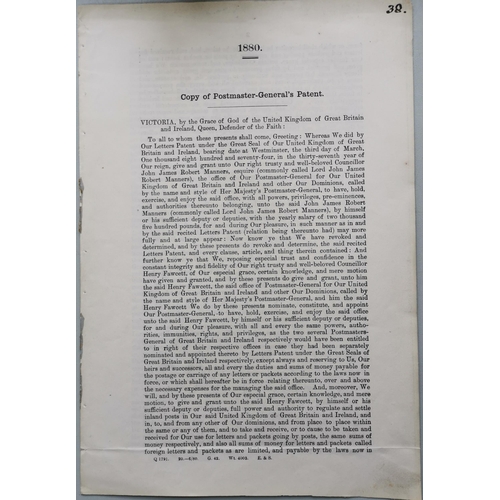 39.
1880.
Copy of Postmaster-General's Patent.
VICTORIA, by the Grace of God of the United Kingdom of Great Britain
and Ireland, Queen, Defender of the Faith:
To all to whom these presents shall come, Greeting: Whereas We did by
Our Letters Patent under the Great Seal of Our United Kingdom of Great
Britain and Ireland, bearing date at Westminster, the third day of March,
One thousand eight hundred and seventy-four, in the thirty-seventh year of
Our reign, give and grant unto Our right trusty and well-beloved Councillor
John James Robert Manners, esquire (commonly called Lord John James
Robert Manners), the office of Our Postmaster-General for Our United
Kingdom of Great Britain and Ireland and other Our Dominions, called by
the name and style of Her Majesty's Postmaster-General, to have, hold,
exercise, and enjoy the said office, with all powers, privileges, pre-eminences,
and authorities thereunto belonging, unto the said John James Robert
Manners (commonly called Lord John James Robert Manners), by himself
or his sufficient deputy or deputies, with the yearly salary of two thousand
five hundred pounds, for and during Our pleasure, in such manner as in and
by the said recited Letters Patent (relation being thereunto had) may more
fully and at large appear: Now know ye that We have revoked and
determined, and by these presents do revoke and determine, the said recited
Letters Patent, and every clause, article, and thing therein contained: And
further know ye that We, reposing especial trust and confidence in the
constant integrity and fidelity of Our right trusty and well-beloved Councillor
Henry Fawcett, of Our especial grace, certain knowledge, and mere motion
have given and granted, and by these presents do give and grant, unto him
the said Henry Fawcett, the said office of Postmaster-General for Our United
Kingdom of Great Britain and Ireland and other Our Dominions, called by
the name and style of Her Majesty's Postmaster-General, and him the said
Henry Fawcett We do by these presents nominate, constitute, and appoint
Our Postmaster-General, to have, hold, exercise, and enjoy the said office
unto the said Henry Fawcett, by himself or his sufficient deputy or deputies,
for and during Our pleasure, with all and every the same powers, autho-
rities, immunities, rights, and privileges, as the two several Postmasters-
General of Great Britain and Ireland respectively would have been entitled
to in right of their respective offices in case they had been separately
nominated and appointed thereto by Letters Patent under the Great Seals
of Great Britain and Ireland respectively, except always and reserving to Us, Our
heirs and successors, all and every the duties and sums of money payable for
the postage or carriage of any letters or packets according to the laws now in
force, or which shall hereafter be in force relating thereunto, over and above
the necessary expenses for the managing the said office. And, moreover, We
will, and by these presents of Our especial grace, certain knowledge, and mere
motion, to give and grant unto the said Henry Fawcett, by himself or his
sufficient deputy or deputies, full power and authority to regulate and settle
inland posts in Our said United Kingdom of Great Britain and Ireland, and
in, to, and from any other of Our dominions, and from place to place within
the same or any of them, and to take and receive, or to cause to be taken and
received for Our use for letters and packets going by posts, the same sums of
money respectively, and also all sums of money for letters and packets called
foreign letters and packets as are limited, and payable by the laws now in